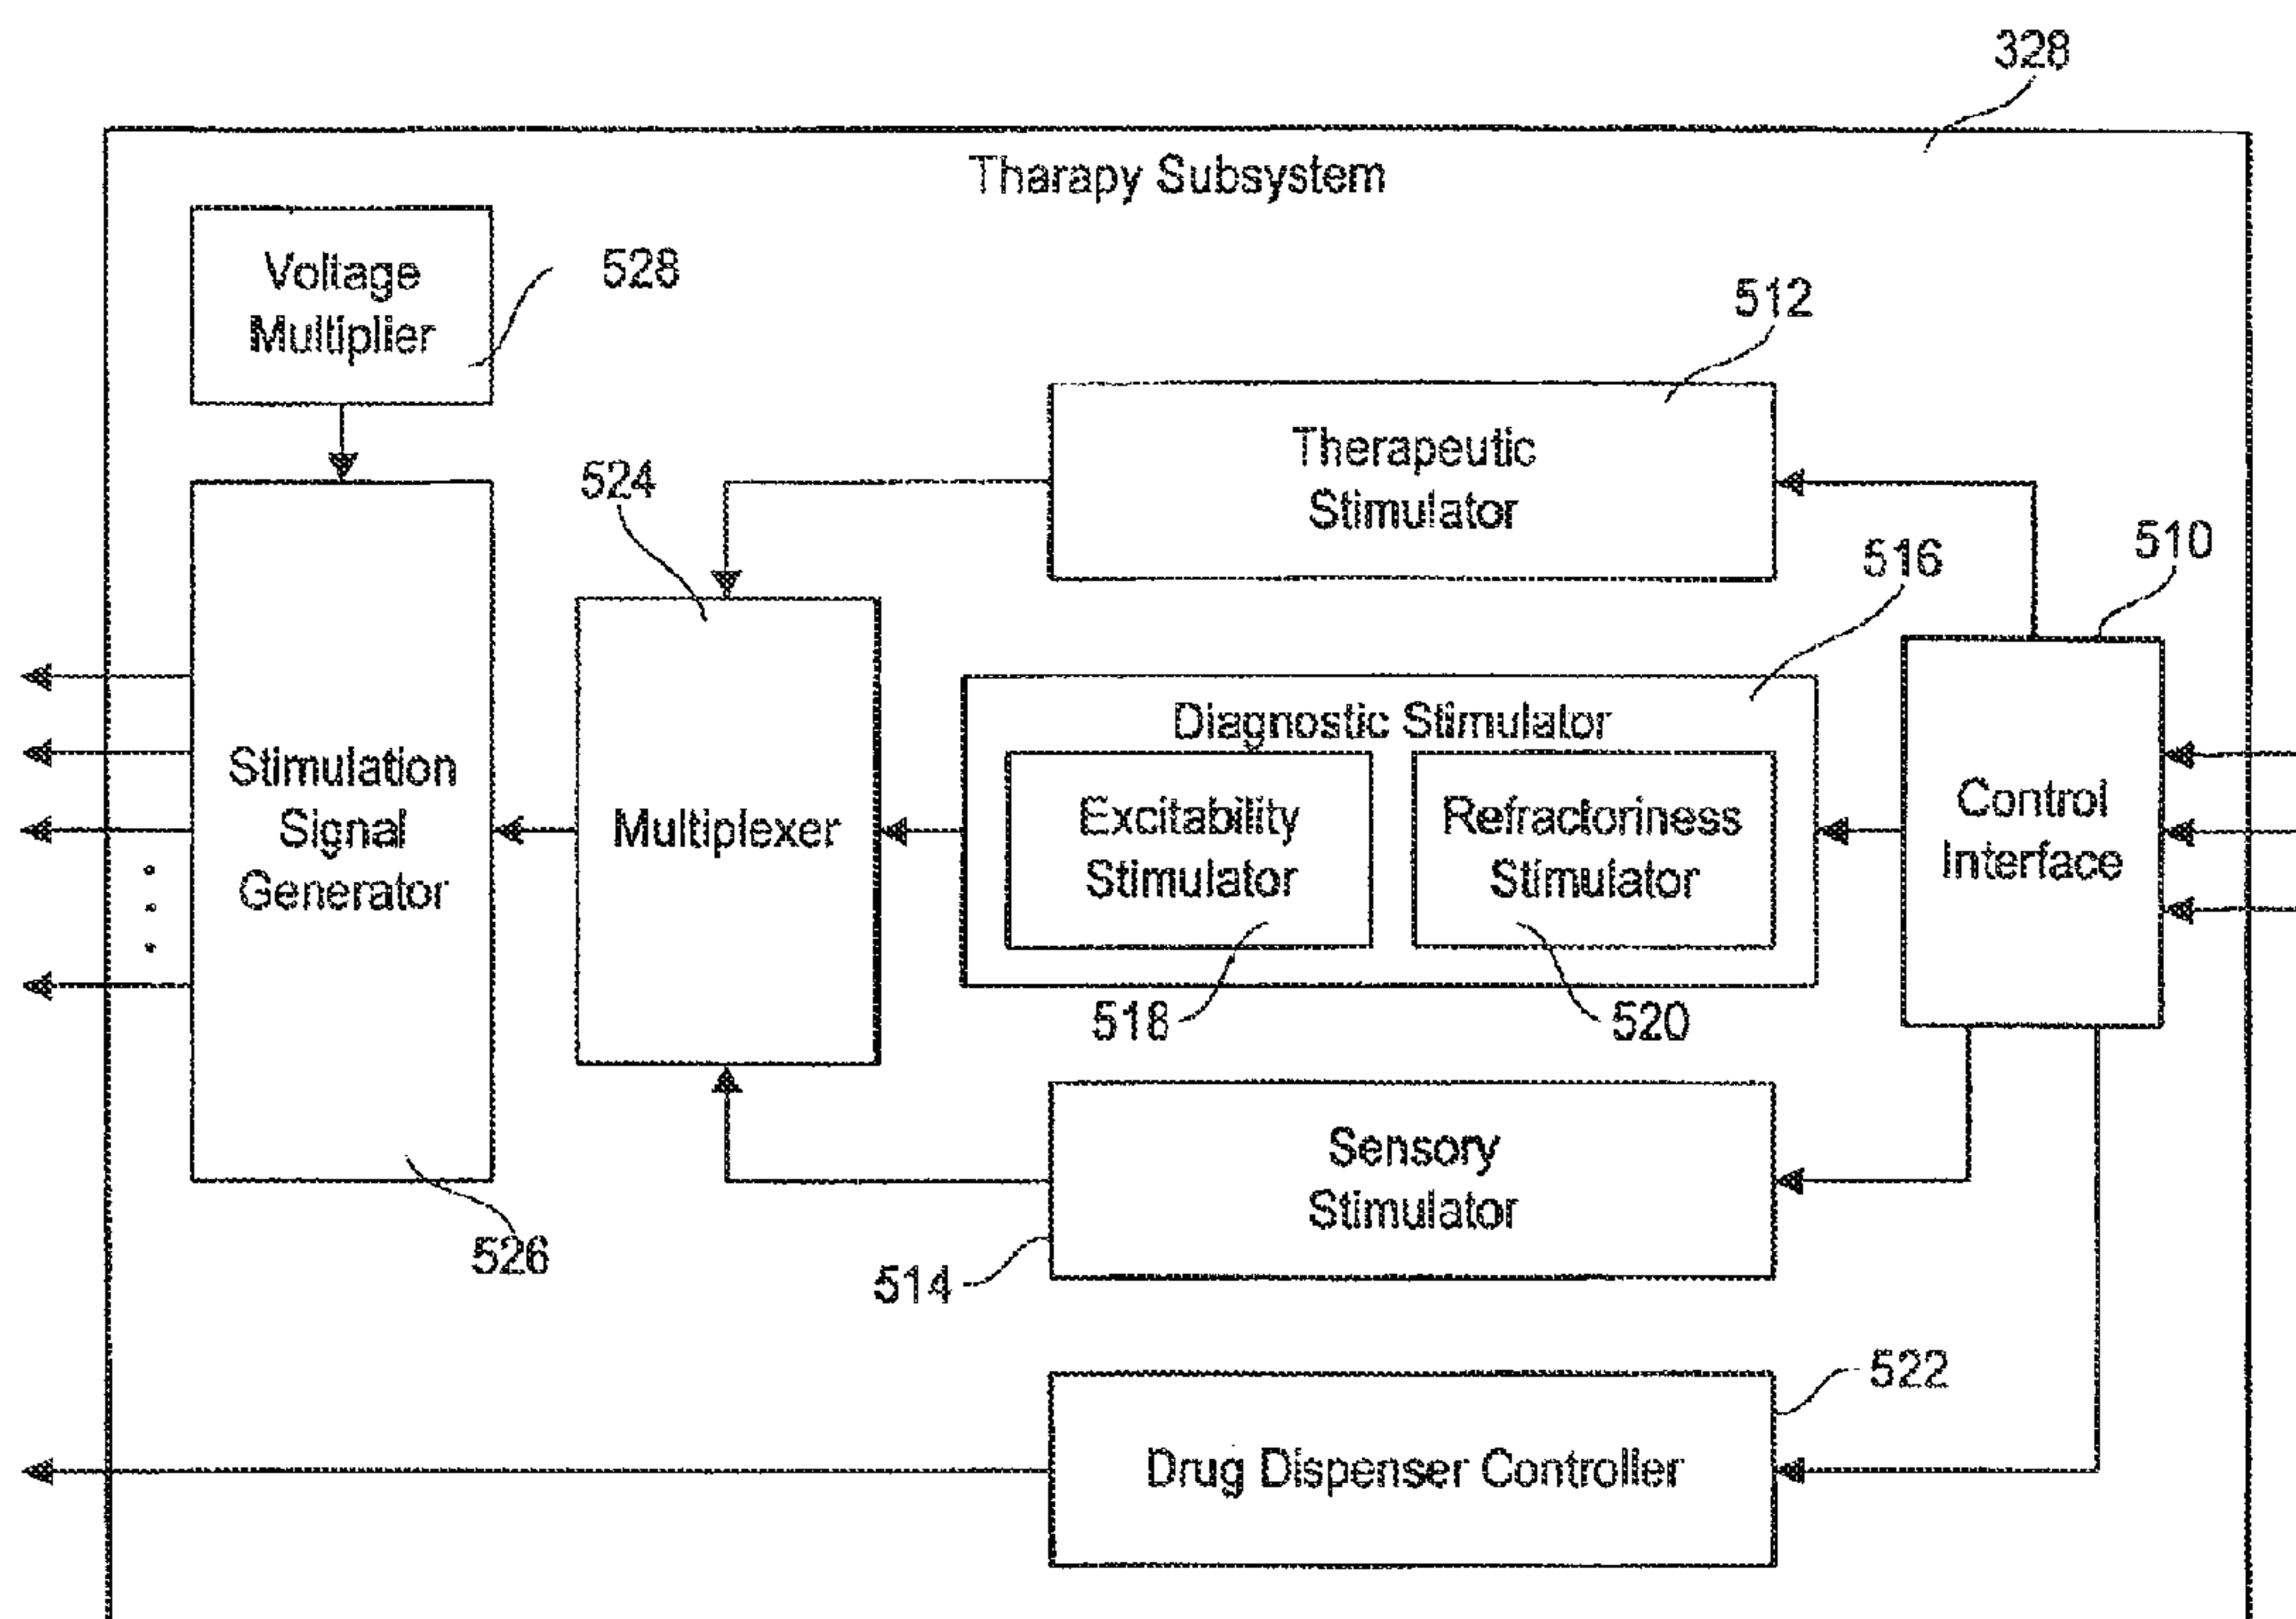 328
Tharapy Subsystem
Voltage
Multiplier
528
512
Therapeutic
Stimulator
524
516
510
Diagnostic Stimulator
Stimulation
Signal
Generator
Multiplexer
Excitability
Stimulator
Refractoriness
Stimulator
Control
Interface
518
520
Sensory
Stimulator
526
514
522
Drug Dispenser Controller